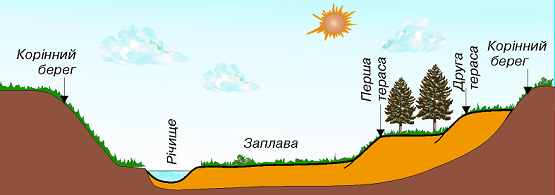 Корінний
берег
Річище
Заплава
Перша
тераса
Друга
тераса
Корінний
берег